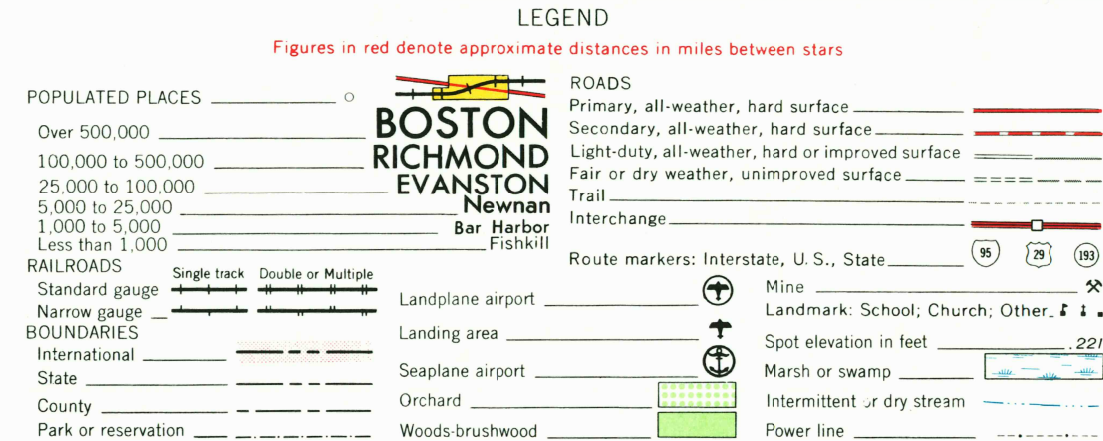 LEGEND
Figures in red denote approximate distances in miles between stars
POPULATED PLACES
Over 500,000 BOSTON
100,000 to 500,000 RICHMOND
25,000 to 100,000 EVANSTON
5,000 to 25,000 Newnan
1,000 to 5,000 Bar Harbor
Less than 1,000 Fishkill
RAILROADS
Single track Double or Multiple
Standard gauge
Narrow gauge
BOUNDARIES
International
State
County
Park or reservation
Landplane airport
Landing area
Seaplane airport
Orchard
Woods-brushwood
ROADS
Primary, all-weather, hard surface
Secondary, all-weather, hard surface
Light-duty, all-weather, hard or improved surface
Fair or dry weather, unimproved surface
Trail
Interchange
Route markers: Interstate, U. S., State 95 29 193
Mine
Landmark: School; Church; Other
Spot elevation in feet .221
Marsh or swamp
Intermittent or dry stream
Power line